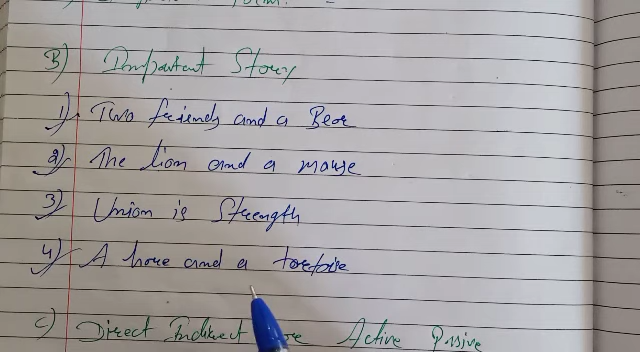 B) Important Story
1) Two friends and a Bear
2) The lion and a mouse
3) Union is Strength
4) A hare and a tortoise
c) Direct Indirect Active Passive